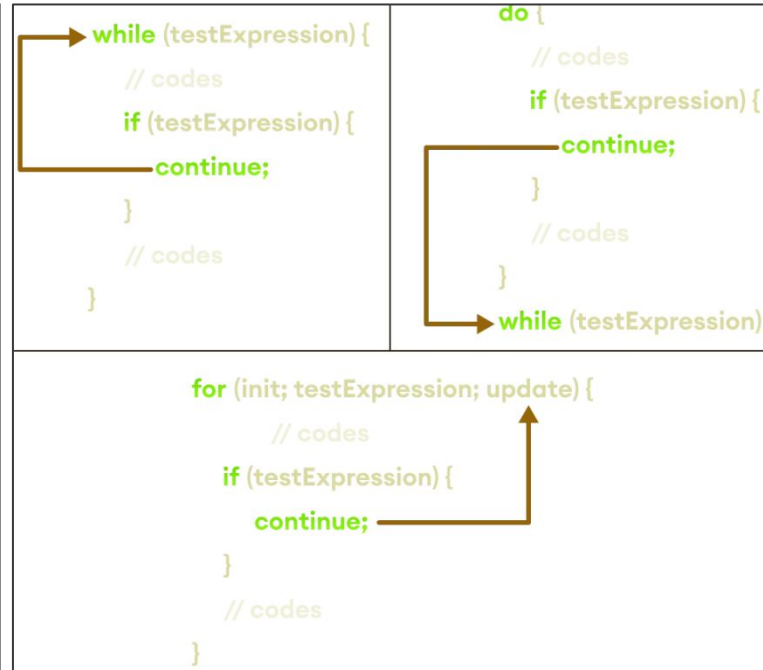 while (testExpression) {
// codes
if (testExpression) {
continue;
}
// codes
}
do {
// codes
if (testExpression) {
continue;
}
// codes
}
while (testExpression)
for (init; testExpression; update) {
// codes
if (testExpression) {
continue;
}
// codes
}